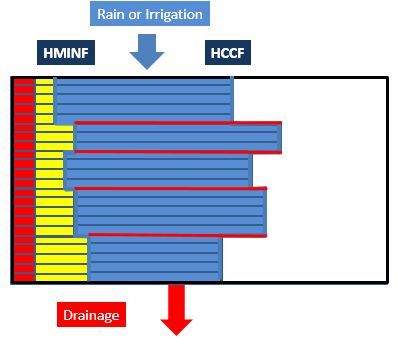 Rain or Irrigation
HMINF
HCCF
Drainage